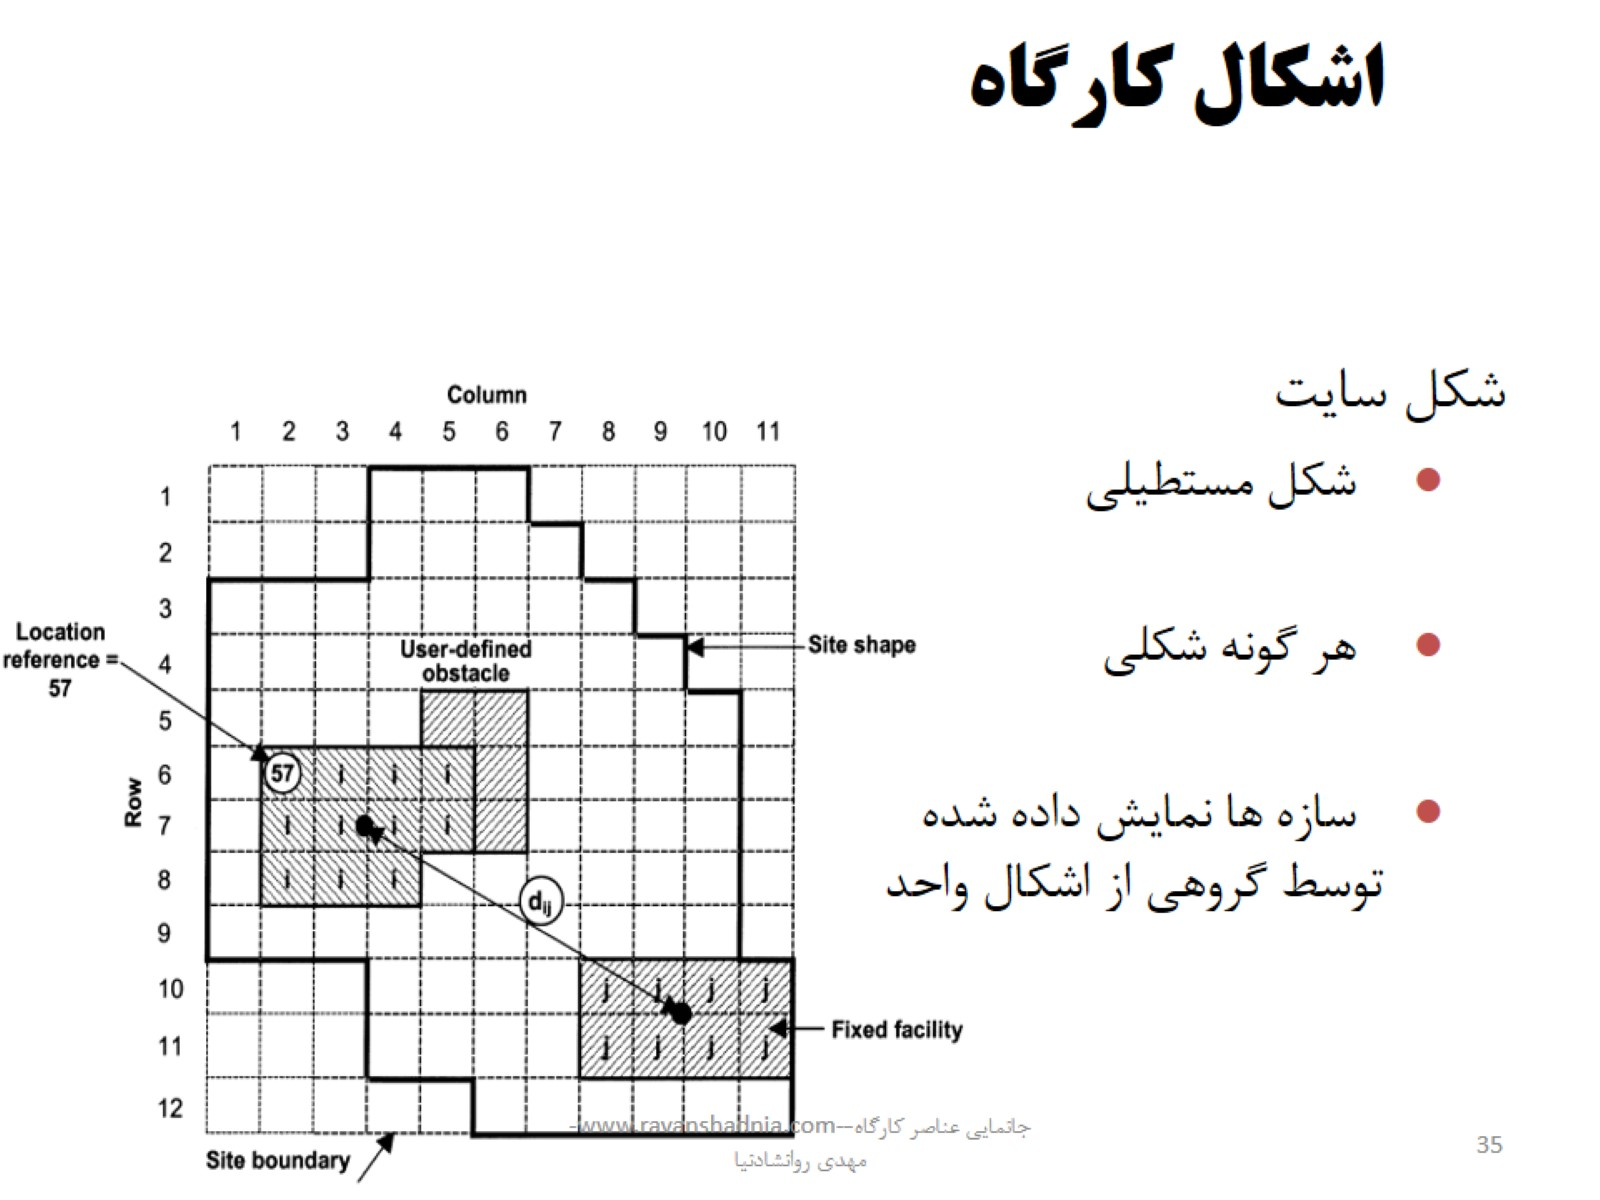 اشکال کارگاه
شکل سایت
شکل مستطیلی
هر گونه شکلی
سازه ها نمایش داده شده
توسط گروهی از اشکال واحد
Column
1 2 3 4 5 6 7 8 9 10 11
Row
1
2
3
4
5
6
7
8
9
10
11
12
Location
reference =
57
User-defined
obstacle
Site shape
57 i i i
i i i i
i i i
dij
j j j j
j j j j
Fixed facility
Site boundary
جانمایی عناصر کارگاه--www.ravanshadnia.com-
مهدی روانشادنیا
35